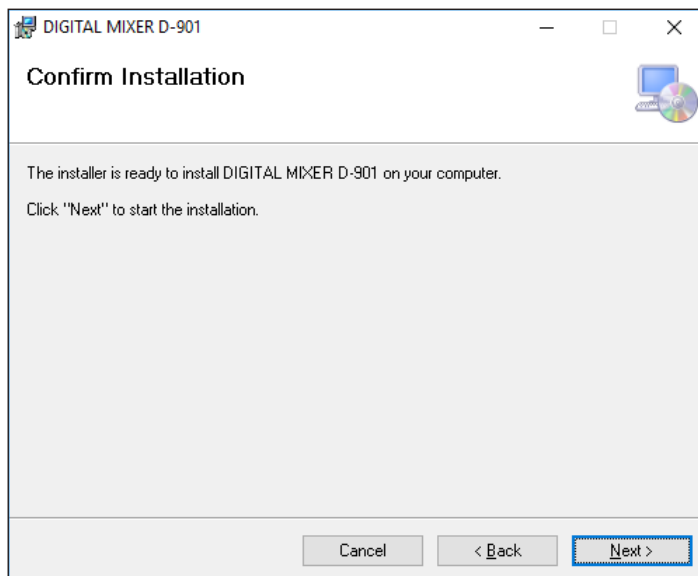 DIGITAL MIXER D-901
Confirm Installation
The installer is ready to install DIGITAL MIXER D-901 on your computer.
Click "Next" to start the installation.
Cancel
< Back
Next >